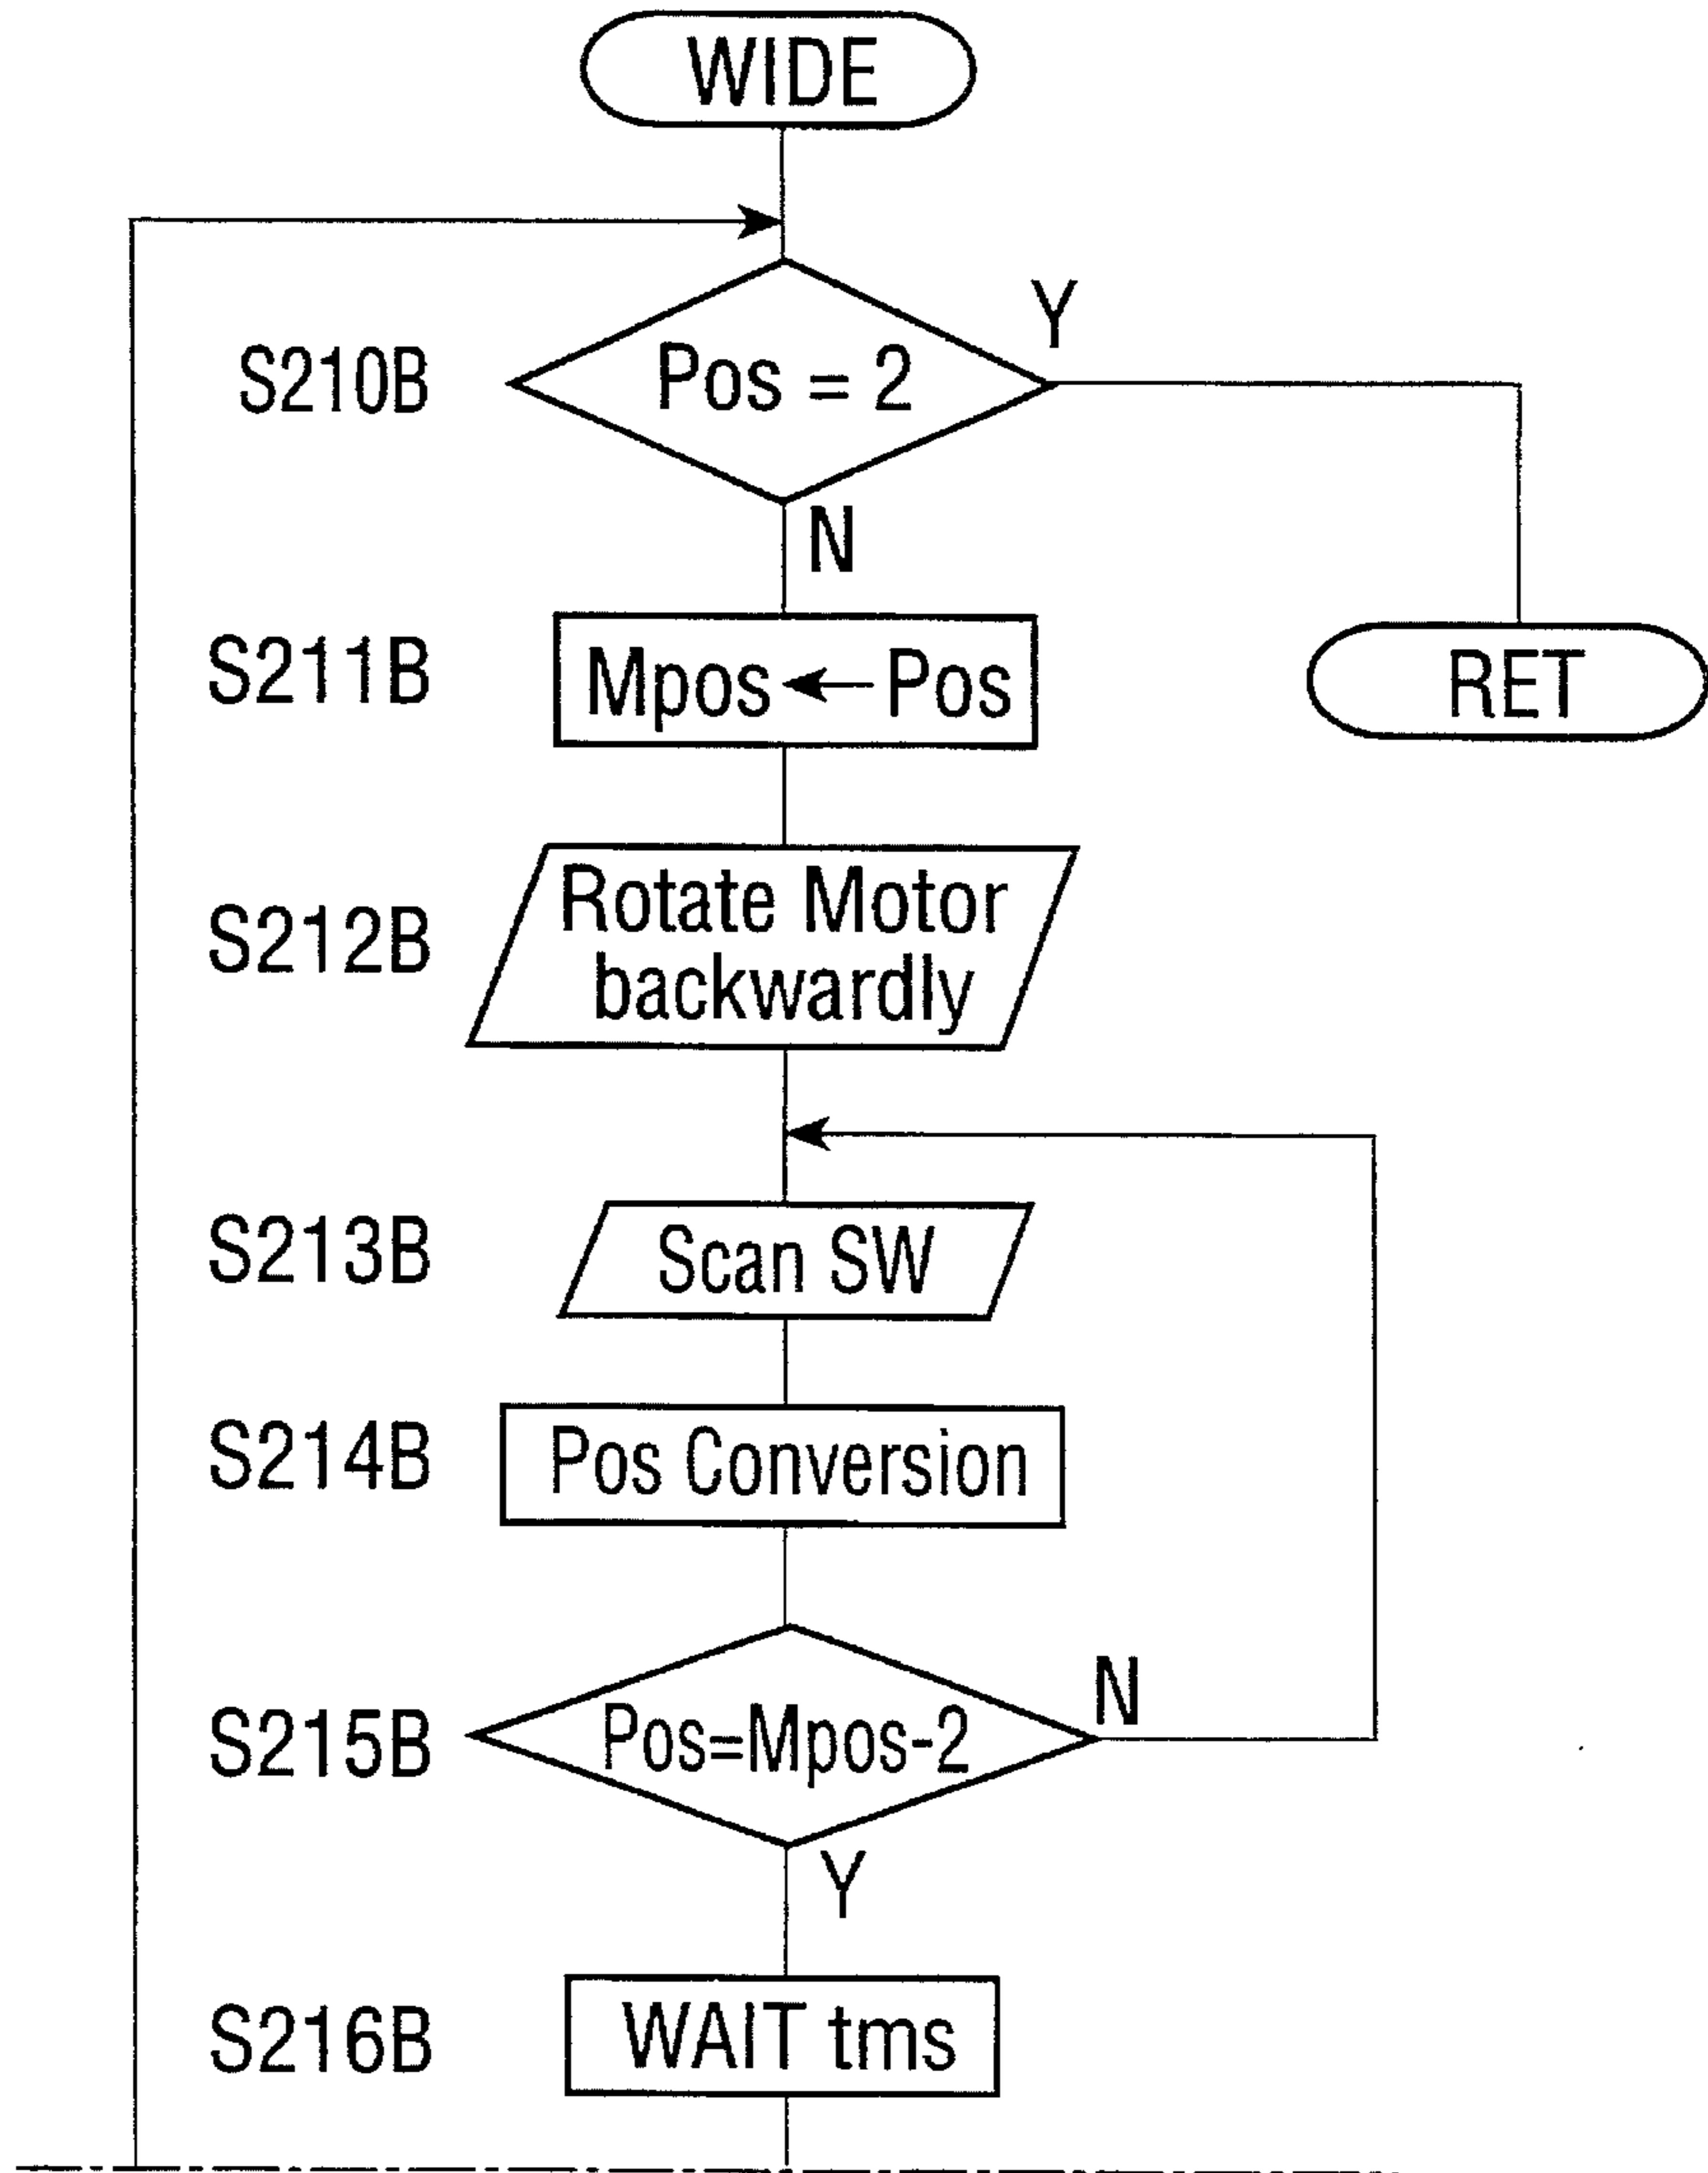 WIDE
S210B
Pos = 2
Y
N
S211B
Mpos ← Pos
RET
S212B
Rotate Motor
backwardly
S213B
Scan SW
S214B
Pos Conversion
S215B
Pos=Mpos-2
N
Y
S216B
WAIT tms